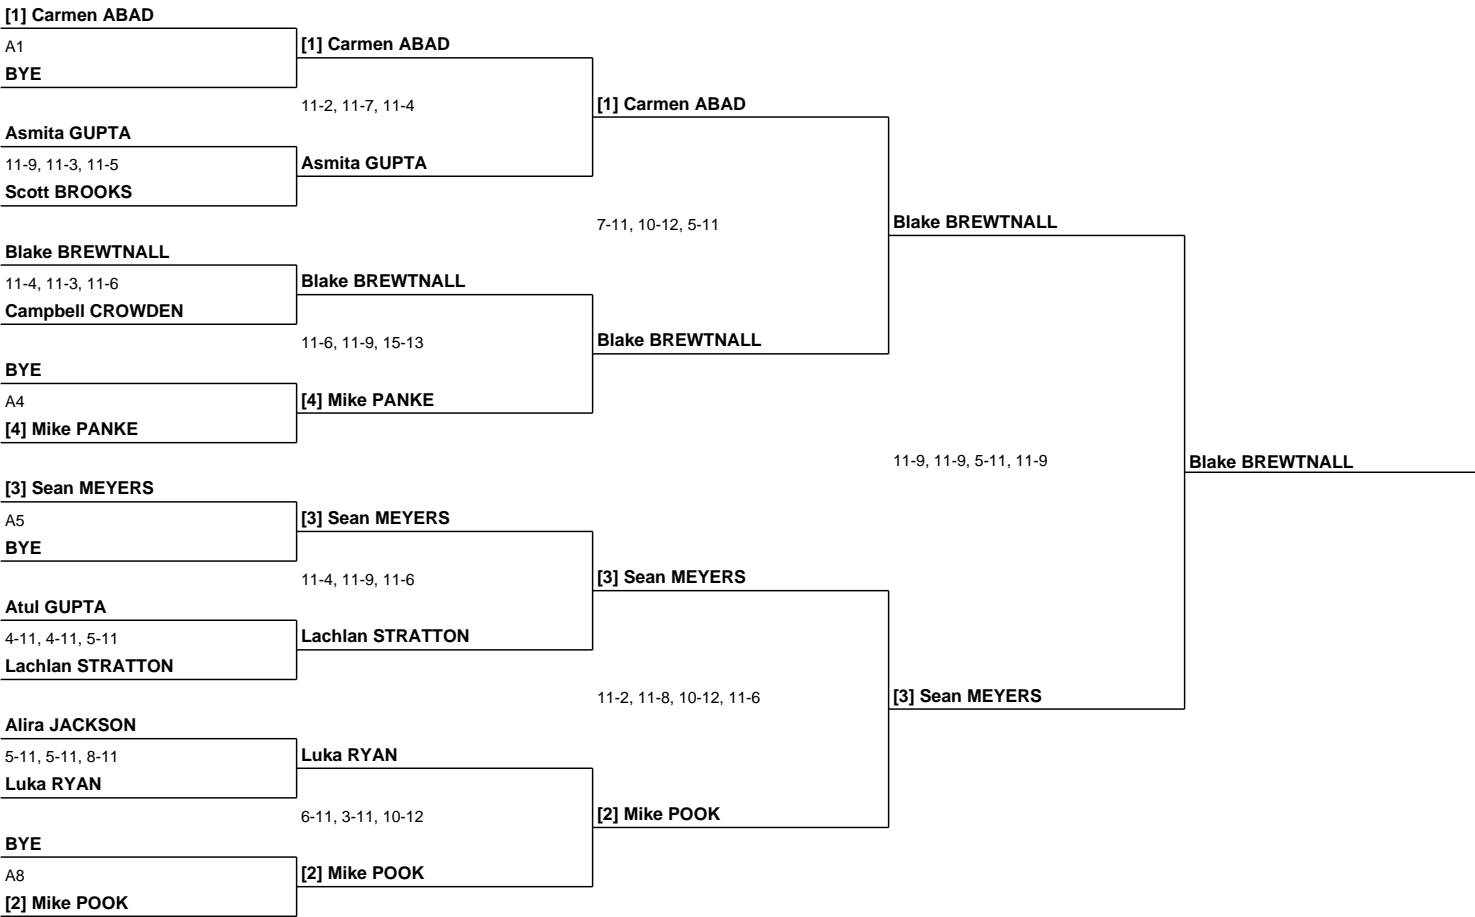 [1] Carmen ABAD
A1
BYE
[1] Carmen ABAD
11-2, 11-7, 11-4
Asmita GUPTA
11-9, 11-3, 11-5
Scott BROOKS
Asmita GUPTA
[1] Carmen ABAD
7-11, 10-12, 5-11
Blake BREWTNALL
11-4, 11-3, 11-6
Campbell CROWDEN
Blake BREWTNALL
11-6, 11-9, 15-13
BYE
A4
[4] Mike PANKE
[4] Mike PANKE
Blake BREWTNALL
Blake BREWTNALL
11-9, 11-9, 5-11, 11-9
Blake BREWTNALL
[3] Sean MEYERS
A5
BYE
[3] Sean MEYERS
11-4, 11-9, 11-6
Atul GUPTA
4-11, 4-11, 5-11
Lachlan STRATTON
Lachlan STRATTON
[3] Sean MEYERS
11-2, 11-8, 10-12, 11-6
[3] Sean MEYERS
Alira JACKSON
5-11, 5-11, 8-11
Luka RYAN
Luka RYAN
6-11, 3-11, 10-12
BYE
A8
[2] Mike POOK
[2] Mike POOK
[2] Mike POOK